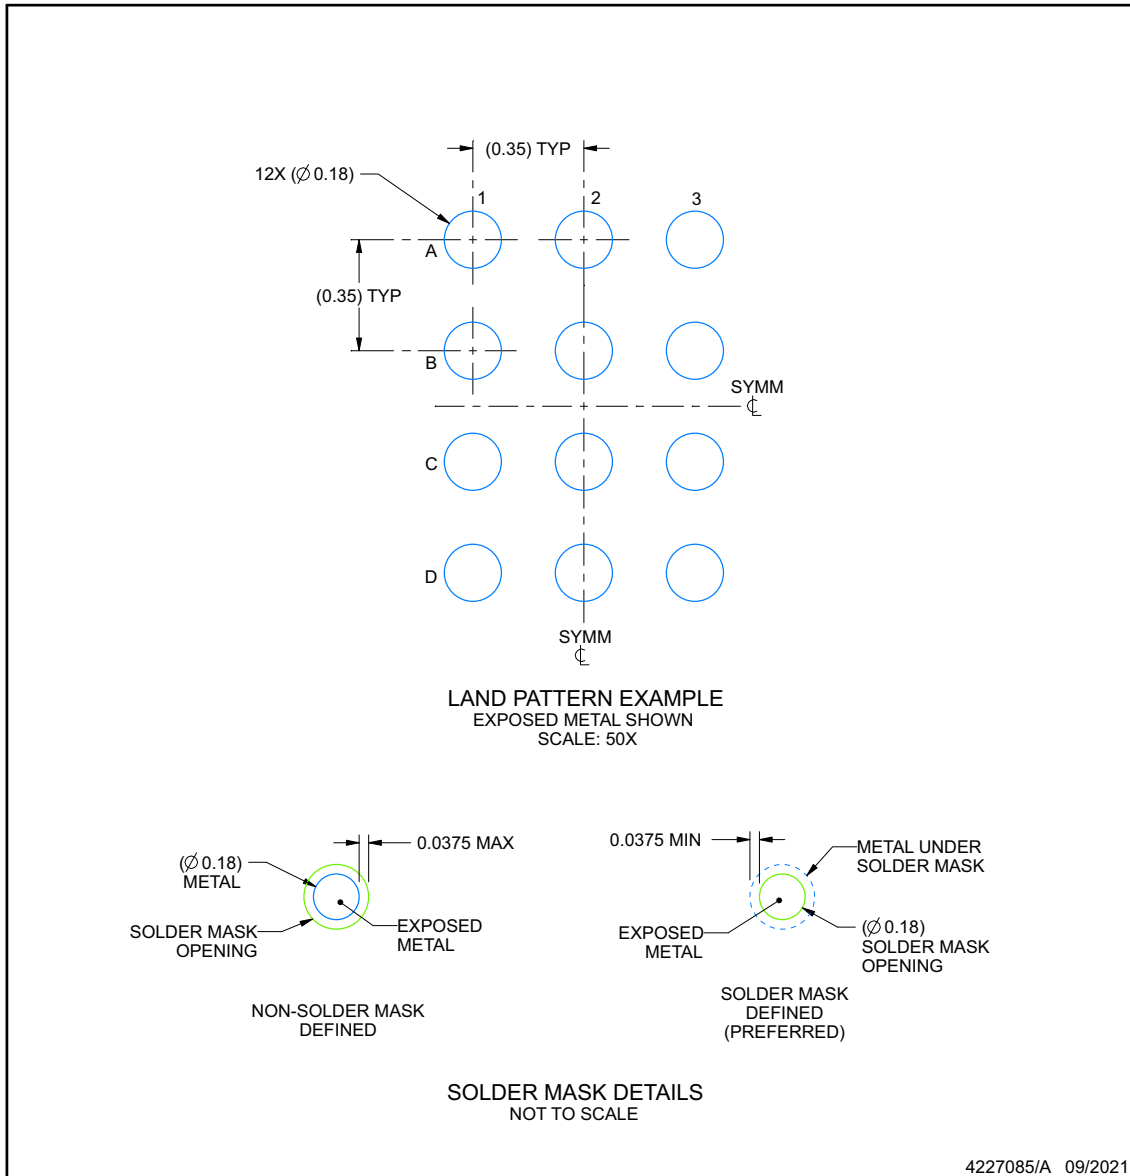 (0.35) TYP
12X (Ø 0.18)
1
2
3
A
(0.35) TYP
B
SYMM
℄
C
D
SYMM
℄
LAND PATTERN EXAMPLE
EXPOSED METAL SHOWN
SCALE: 50X
0.0375 MAX
(Ø 0.18)
METAL
SOLDER MASK
OPENING
EXPOSED
METAL
NON-SOLDER MASK
DEFINED
0.0375 MIN
METAL UNDER
SOLDER MASK
EXPOSED
METAL
(Ø 0.18)
SOLDER MASK
OPENING
SOLDER MASK
DEFINED
(PREFERRED)
SOLDER MASK DETAILS
NOT TO SCALE
4227085/A 09/2021